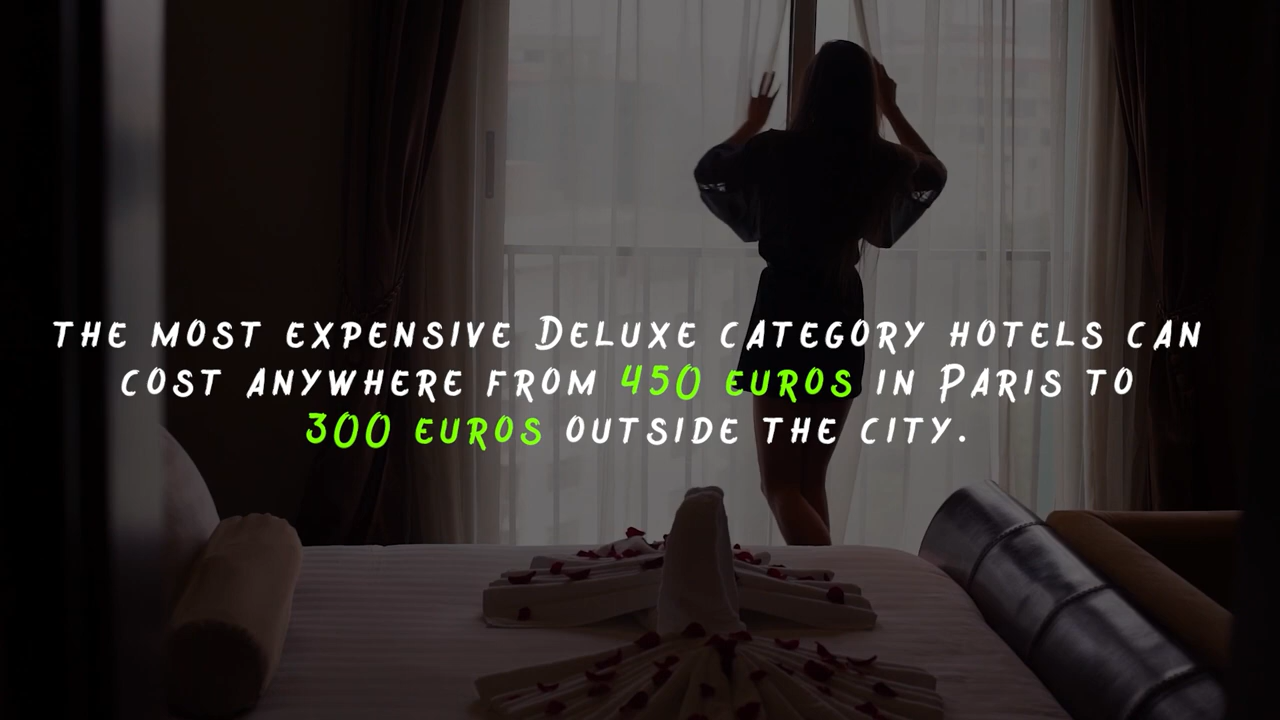 THE MOST EXPENSIVE DELUXE CATEGORY HOTELS CAN
COST ANYWHERE FROM 450 EUROS IN PARIS TO
300 EUROS OUTSIDE THE CITY.